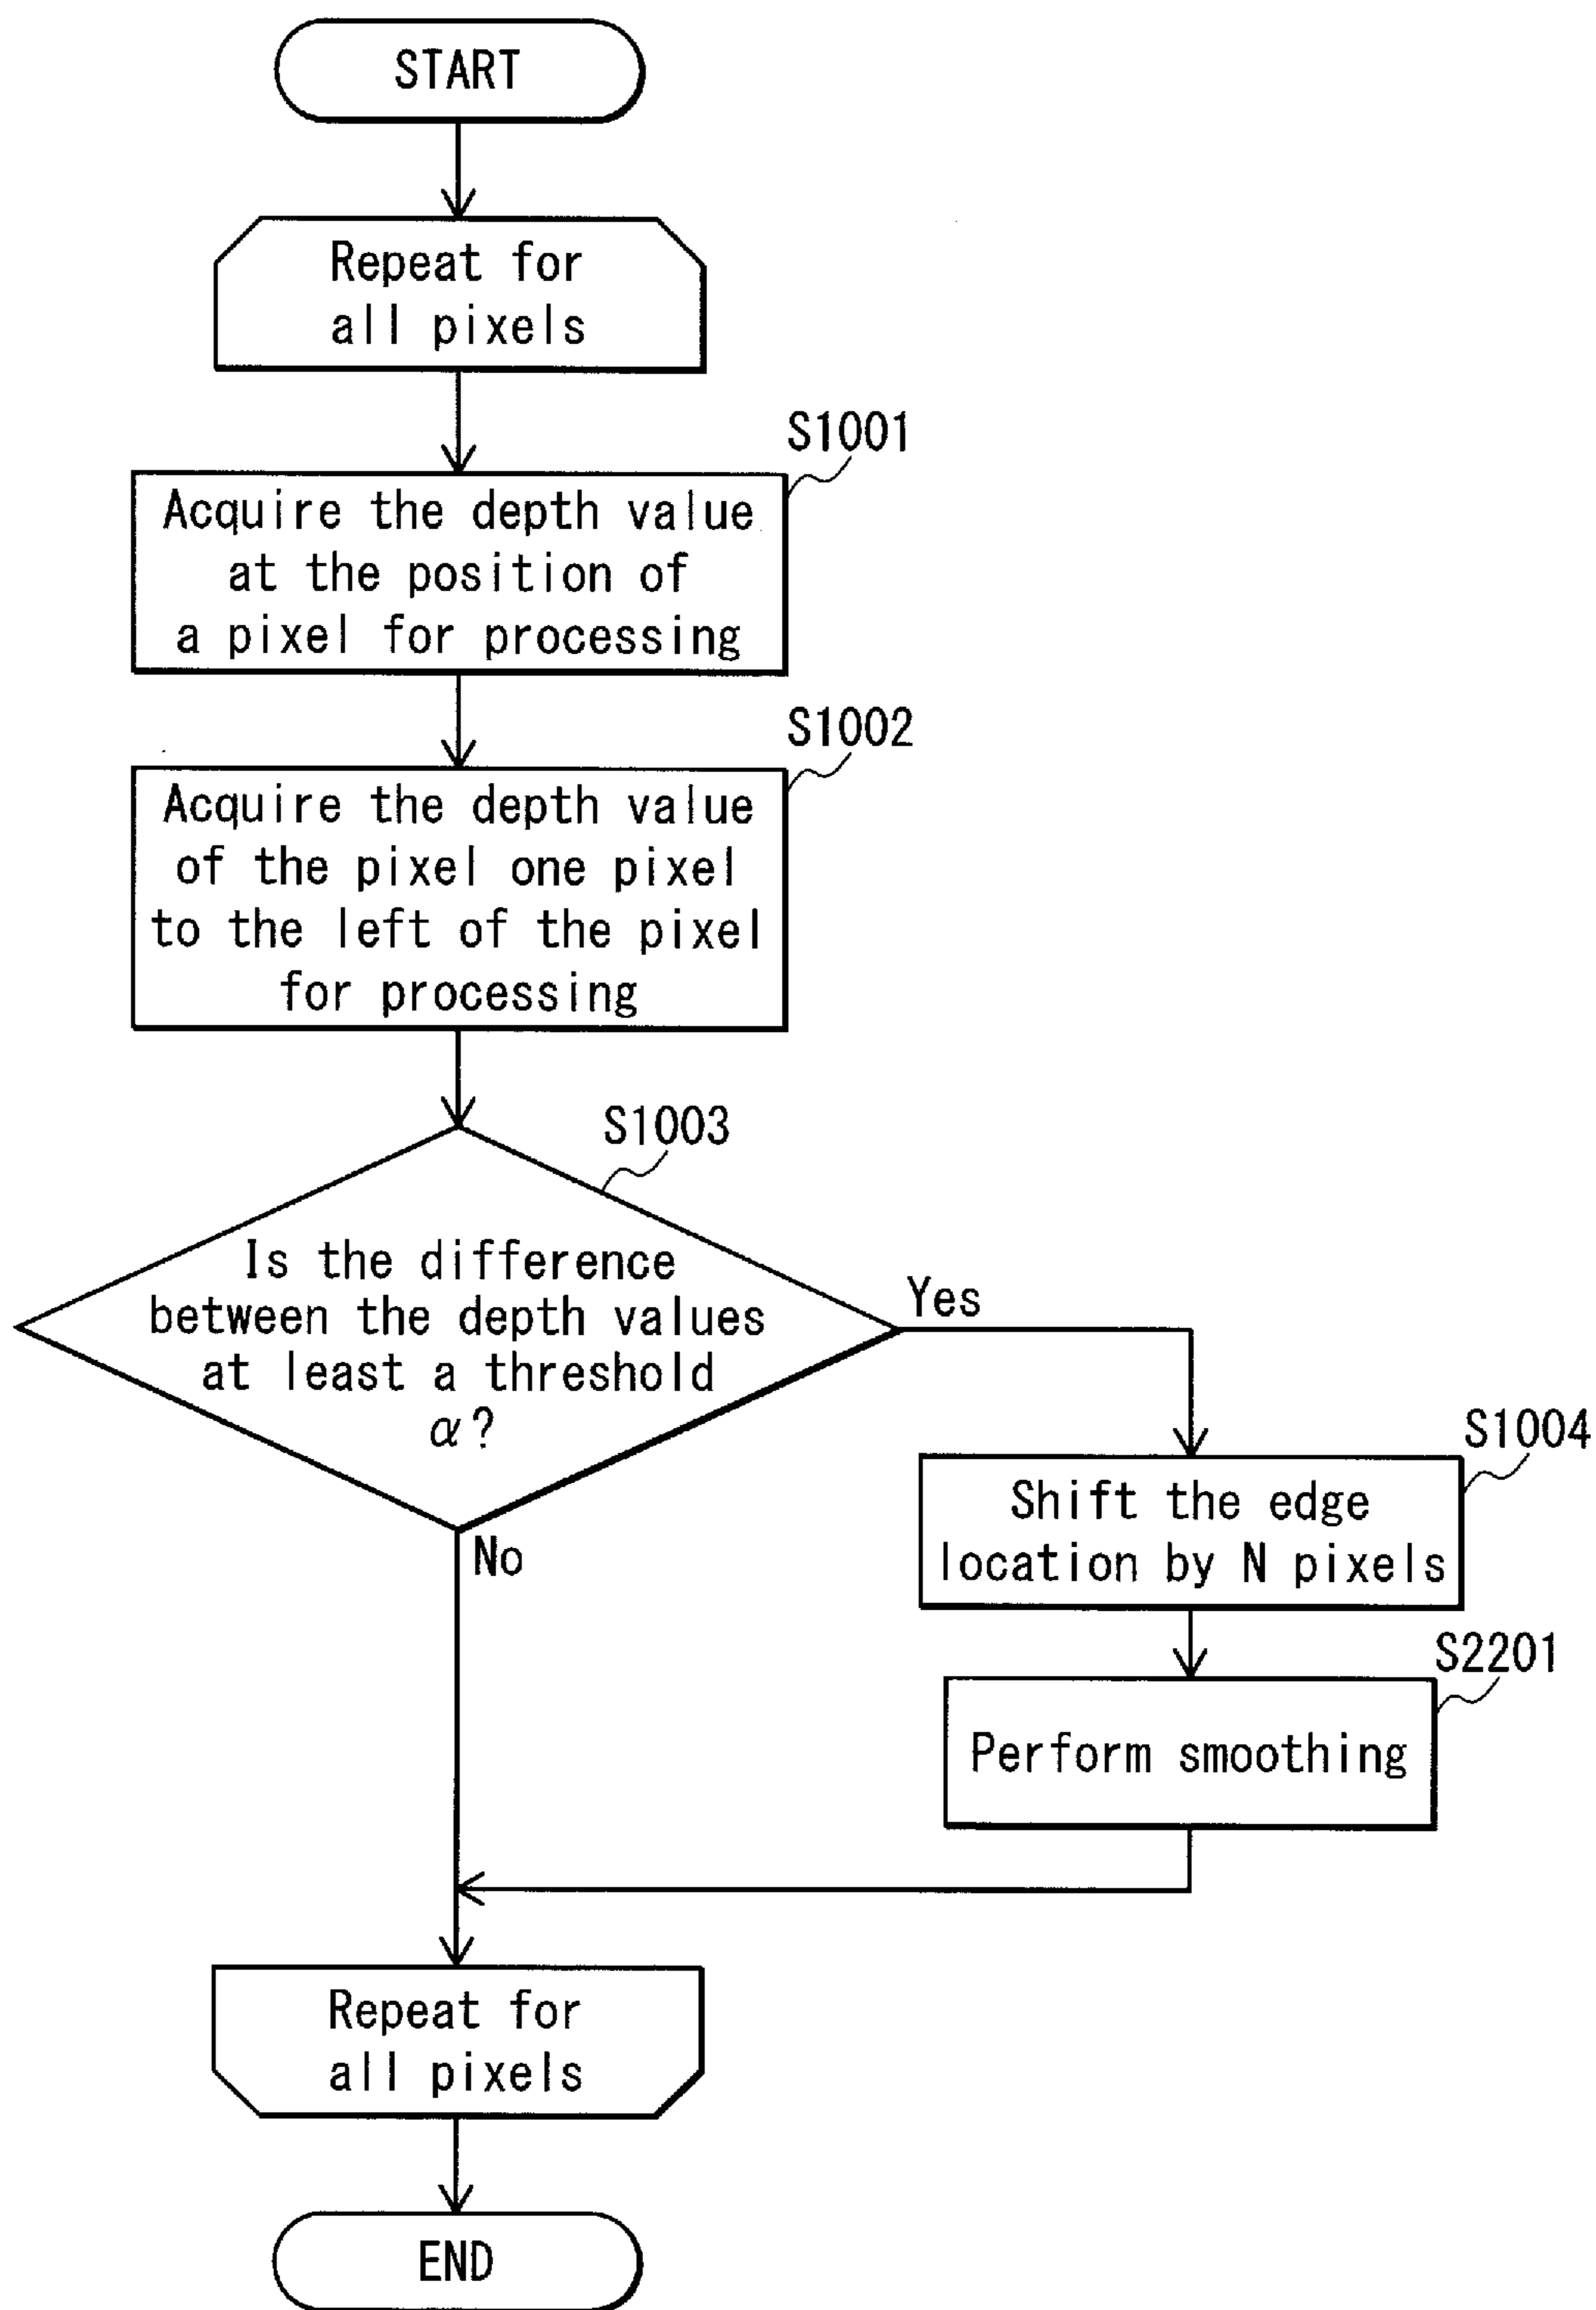 START
Repeat for
all pixels
S1001
Acquire the depth value
at the position of
a pixel for processing
S1002
Acquire the depth value
of the pixel one pixel
to the left of the pixel
for processing
S1003
Is the difference
between the depth values
at least a threshold
α?
Yes
No
S1004
Shift the edge
location by N pixels
S2201
Perform smoothing
Repeat for
all pixels
END